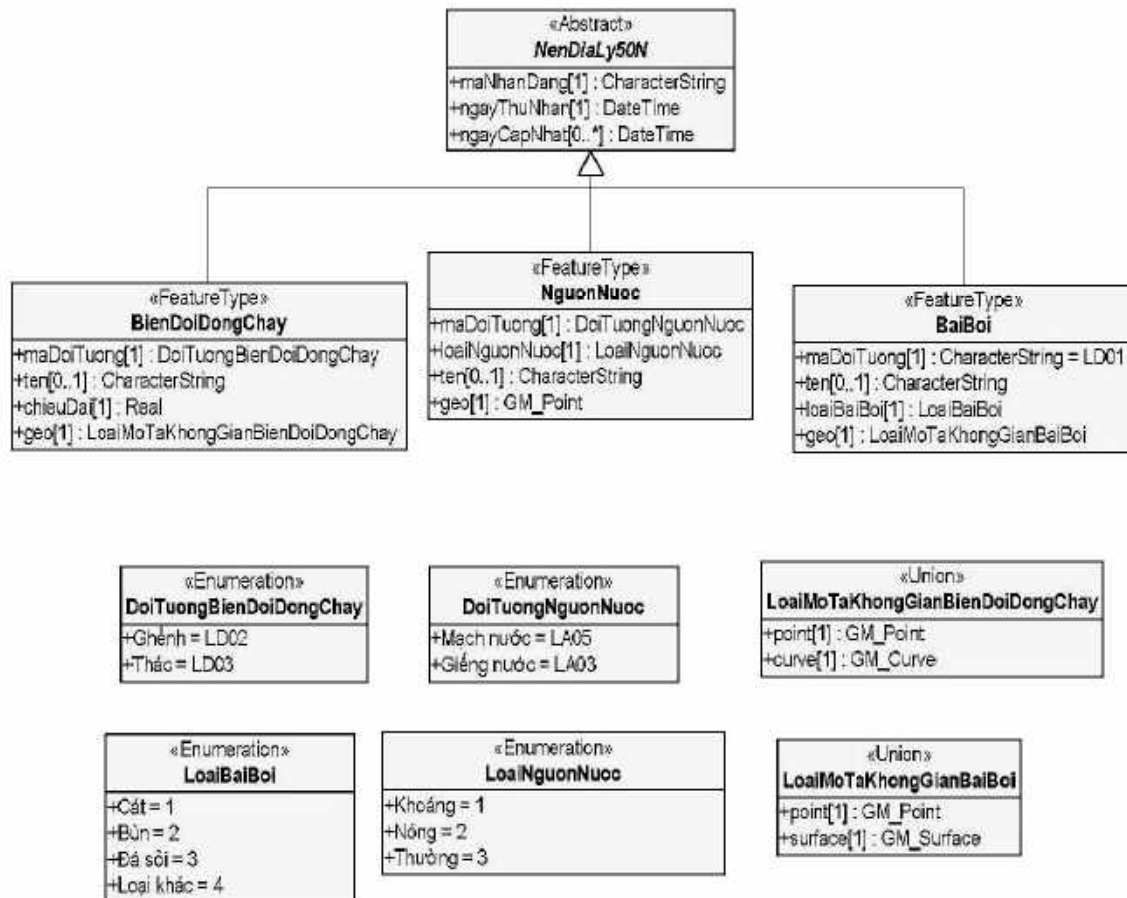 «Abstract»
NenDiaLy50N
+maNhanDang[1] : CharacterString
+ngayThuNhan[1] : DateTime
+ngayCapNhat[0..*] : DateTime
«FeatureType»
BienDoiDongChay
+maDoiTuong[1] : DoiTuongBienDoiDongChay
+ten[0..1] : CharacterString
+chieuDai[1] : Real
+geo[1] : LoaiMoTaKhongGianBienDoiDongChay
«FeatureType»
NguonNuoc
+maDoiTuong[1] : DoiTuongNguonNuoc
+loaiNguonNuoc[1] : LoaiNguonNuoc
+ten[0..1] : CharacterString
+geo[1] : GM_Point
«FeatureType»
BaiBoi
+maDoiTuong[1] : CharacterString = LD01
+ten[0..1] : CharacterString
+loaiBaiBoi[1] : LoaiBaiBoi
+geo[1] : LoaiMoTaKhongGianBaiBoi
«Enumeration»
DoiTuongBienDoiDongChay
+Ghềnh = LD02
+Thác = LD03
«Enumeration»
DoiTuongNguonNuoc
+Mạch nước = LA05
+Giếng nước = LA03
«Union»
LoaiMoTaKhongGianBienDoiDongChay
+point[1] : GM_Point
+curve[1] : GM_Curve
«Enumeration»
LoaiBaiBoi
+Cát = 1
+Bùn = 2
+Đá sỏi = 3
+Loại khác = 4
«Enumeration»
LoaiNguonNuoc
+Khoáng = 1
+Nóng = 2
+Thường = 3
«Union»
LoaiMoTaKhongGianBaiBoi
+point[1] : GM_Point
+surface[1] : GM_Surface